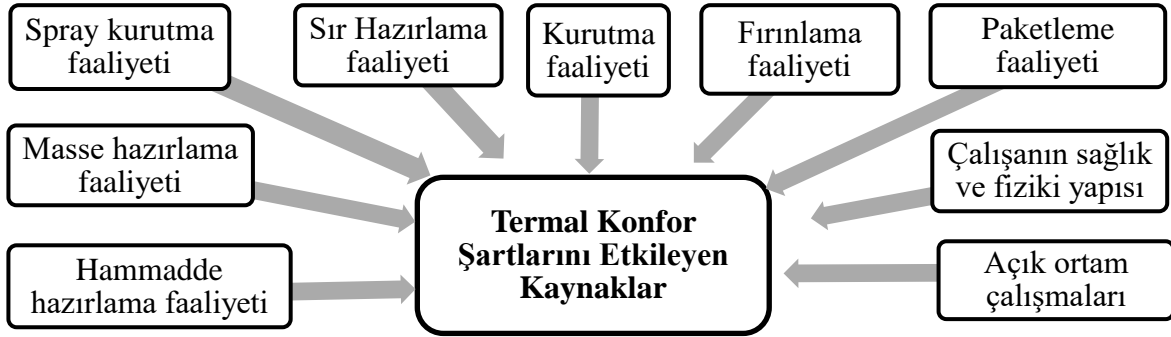 Spray kurutma
faaliyeti
Sır Hazırlama
faaliyeti
Kurutma
faaliyeti
Fırınlama
faaliyeti
Paketleme
faaliyeti
Masse hazırlama
faaliyeti
Çalışanın sağlık
ve fiziki yapısı
Termal Konfor
Şartlarını Etkileyen
Kaynaklar
Hammadde
hazırlama faaliyeti
Açık ortam
çalışmaları